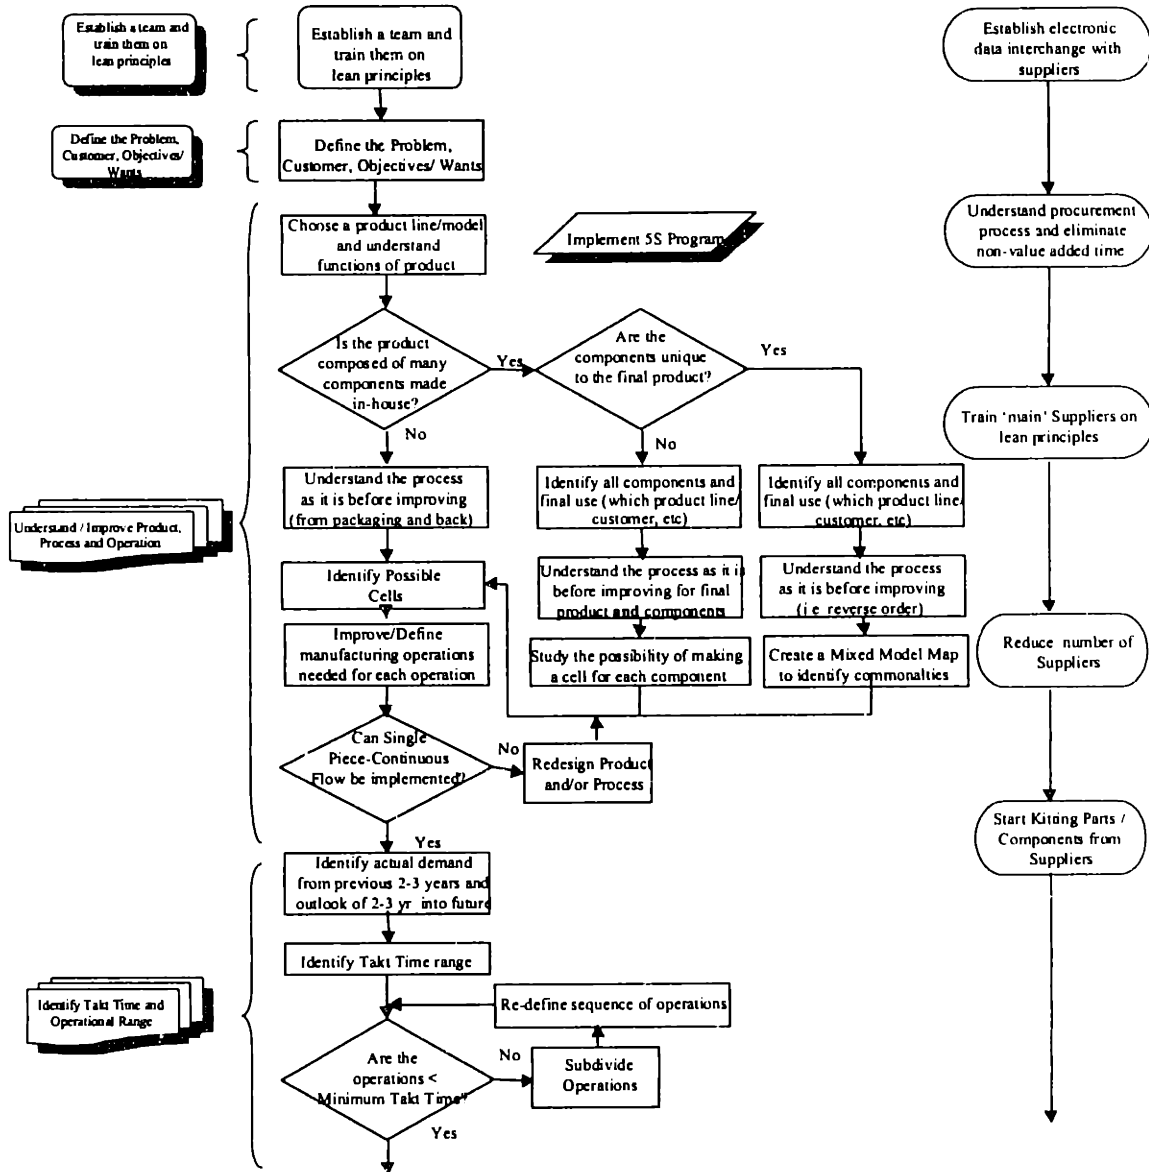 Establish a team and
train them on
lean principles
Establish a team and
train them on
lean principles
Establish electronic
data interchange with
suppliers
Define the Problem,
Customer, Objectives/
Wants
Define the Problem,
Customer, Objectives/ Wants
Choose a product line/model
and understand
functions of product
Implement 5S Program
Understand procurement
process and eliminate
non-value added time
Is the product
composed of many
components made
in-house?
Yes
Are the
components unique
to the final product?
Yes
No
No
Train 'main' Suppliers on
lean principles
Understand the process
as it is before improving
(from packaging and back)
Identify all components and
final use (which product line/
customer, etc)
Identify all components and
final use (which product line/
customer, etc)
Understand / Improve Product,
Process and Operation
Identify Possible
Cells
Understand the process as it is
before improving for final
product and components
Understand the process
as it is before improving
(i.e. reverse order)
Improve/Define
manufacturing operations
needed for each operation
Study the possibility of making
a cell for each component
Create a Mixed Model Map
to identify commonalties
Reduce number of
Suppliers
Can Single
Piece-Continuous
Flow be implemented?
No
Redesign Product
and/or Process
Yes
Start Kitting Parts /
Components from
Suppliers
Identify actual demand
from previous 2-3 years and
outlook of 2-3 yr into future
Identify Takt Time range
Identify Takt Time and
Operational Range
Re-define sequence of operations
Are the
operations <
Minimum Takt Time?
No
Subdivide
Operations
Yes